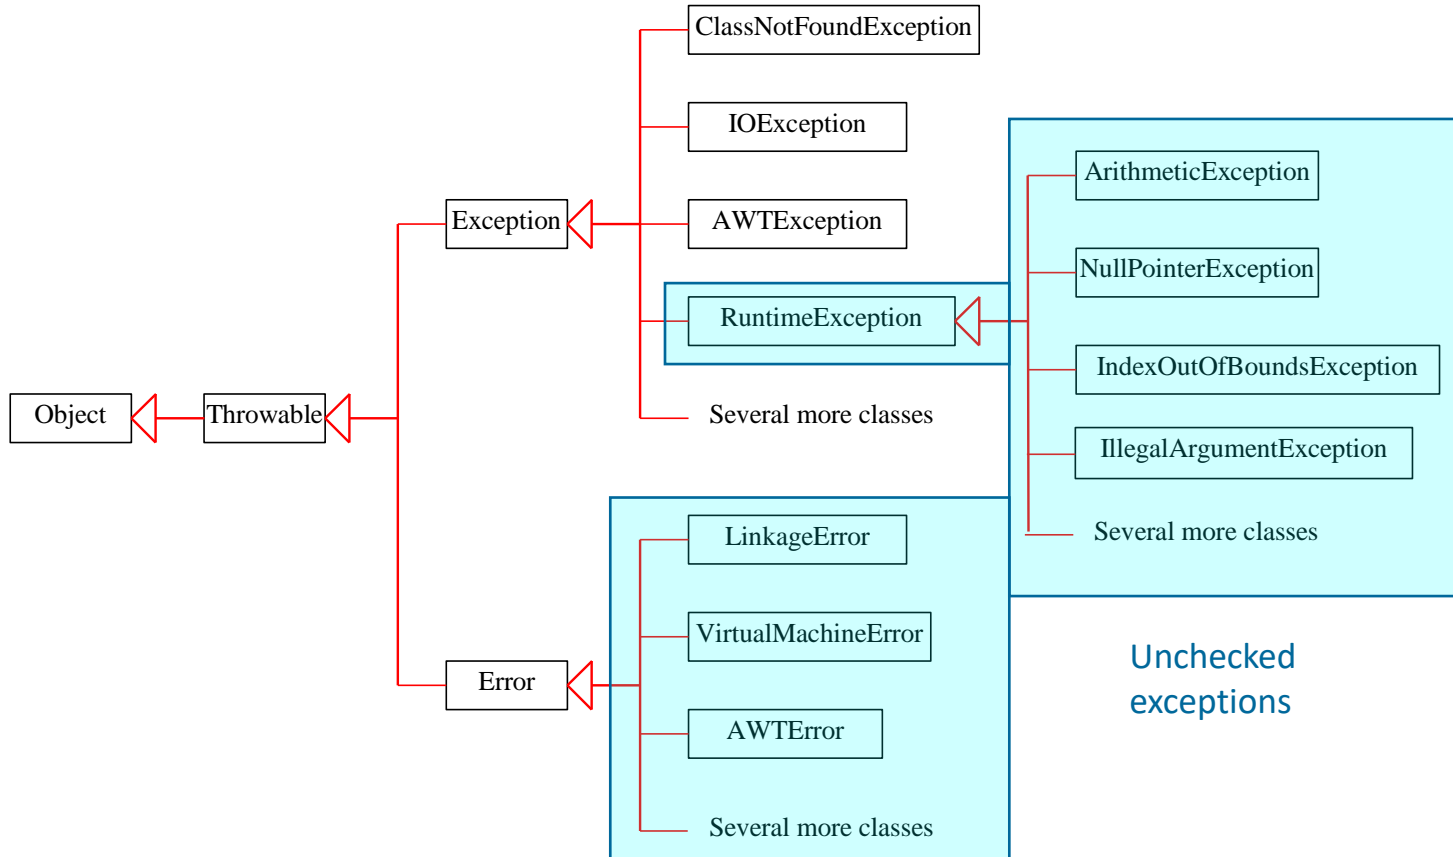 ClassNotFoundException
IOException
ArithmeticException
Exception
AWTException
NullPointerException
RuntimeException
IndexOutOfBoundsException
Object
Throwable
Several more classes
IllegalArgumentException
LinkageError
Several more classes
VirtualMachineError
Unchecked
exceptions
Error
AWTError
Several more classes